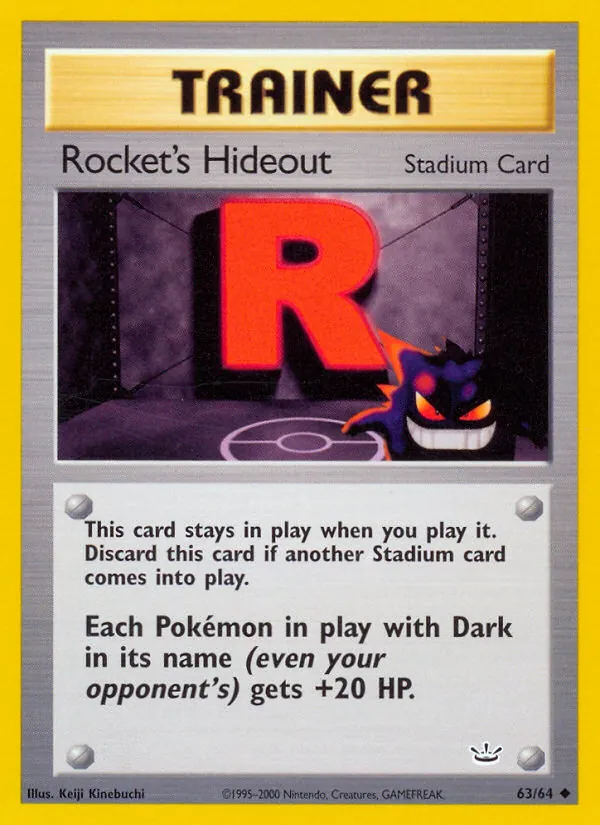 TRAINER
Rocket's Hideout Stadium Card
R
This card stays in play when you play it.
Discard this card if another Stadium card
comes into play.
Each Pokémon in play with Dark
in its name (even your
opponent's) gets +20 HP.
Illus. Keiji Kinebuchi ©1995-2000 Nintendo, Creatures, GAMEFREAK. 63/64 ◆